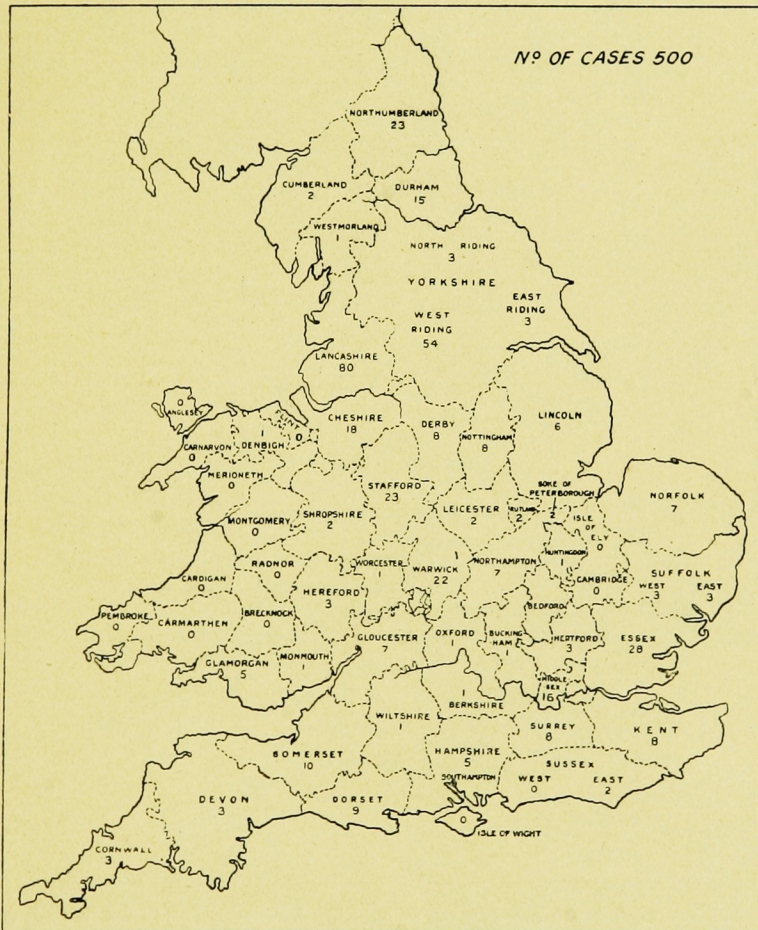 Nº OF CASES 500
NORTHUMBERLAND
23
CUMBERLAND
2
DURHAM
15
WESTMORLAND
1
NORTH RIDING
3
YORKSHIRE
EAST
RIDING
3
WEST
RIDING
54
LANCASHIRE
80
0
ANGLESEY
CARNARVON
0
1
DENBIGH
0
CHESHIRE
18
DERBY
8
NOTTINGHAM
8
LINCOLN
6
MERIONETH
0
STAFFORD
23
SHROPSHIRE
2
MONTGOMERY
0
LEICESTER
2
RUTLAND
2
SOKE OF
PETERBOROUGH
2
ISLE
OF
ELY
0
NORFOLK
7
HUNTINGDON
1
RADNOR
0
CARDIGAN
0
WORCESTER
1
1
WARWICK
22
NORTHAMPTON
7
CAMBRIDGE
0
SUFFOLK
WEST
3
EAST
3
HEREFORD
3
PEMBROKE
0
CARMARTHEN
0
BRECKNOCK
0
BEDFORD
GLOUCESTER
7
OXFORD
1
BUCKING
HAM
1
HERTFORD
3
ESSEX
28
GLAMORGAN
5
MONMOUTH
1
MIDDLE
SEX
16
1
BERKSHIRE
WILTSHIRE
1
SURREY
8
KENT
8
SOMERSET
10
HAMPSHIRE
5
SOUTHAMPTON
SUSSEX
WEST
0
EAST
2
DEVON
3
DORSET
9
0
ISLE OF WIGHT
CORNWALL
3